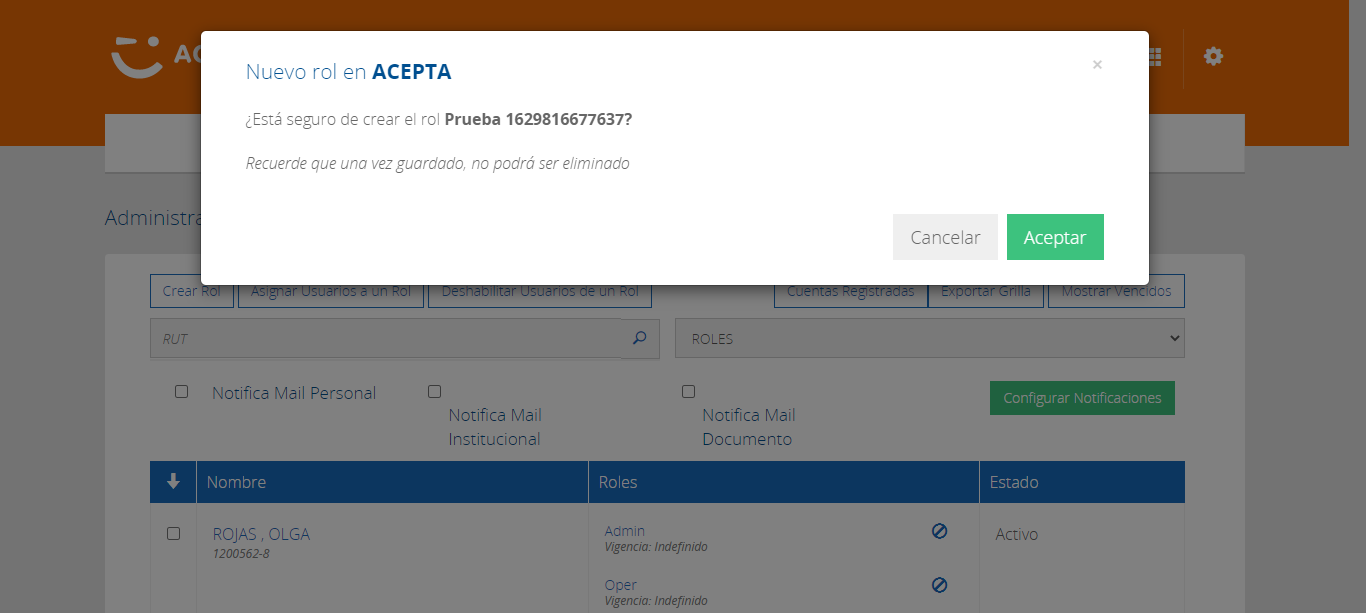 AC
Nuevo rol en ACEPTA
×
¿Está seguro de crear el rol Prueba 1629816677637?
Recuerde que una vez guardado, no podrá ser eliminado
Cancelar
Aceptar
Administra
Crear Rol
Asignar Usuarios a un Rol
Deshabilitar Usuarios de un Rol
Cuentas Registradas
Exportar Grilla
Mostrar Vencidos
RUT
ROLES
Notifica Mail Personal
Notifica Mail
Institucional
Notifica Mail
Documento
Configurar Notificaciones
Nombre
Roles
Estado
ROJAS , OLGA
1200562-8
Admin
Vigencia: Indefinido
Activo
Oper
Vigencia: Indefinido